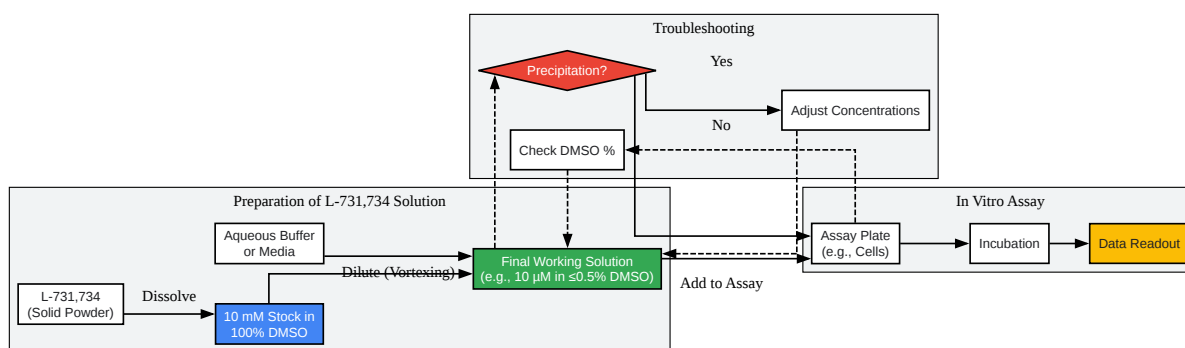 Troubleshooting
Precipitation?
Yes
Adjust Concentrations
No
Check DMSO %
Preparation of L-731,734 Solution
In Vitro Assay
Aqueous Buffer
or Media
Final Working Solution
(e.g., 10 µM in ≤0.5% DMSO)
Assay Plate
(e.g., Cells)
Incubation
Data Readout
Dilute (Vortexing)
Add to Assay
L-731,734
(Solid Powder)
Dissolve
10 mM Stock in
100% DMSO